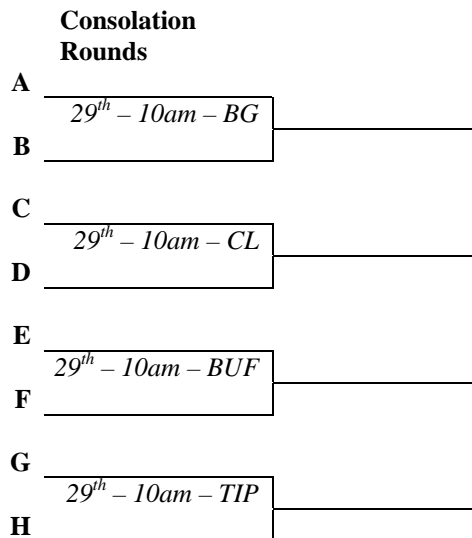 Consolation
Rounds
A
29th – 10am – BG
B
C
29th – 10am – CL
D
E
29th – 10am – BUF
F
G
29th – 10am – TIP
H